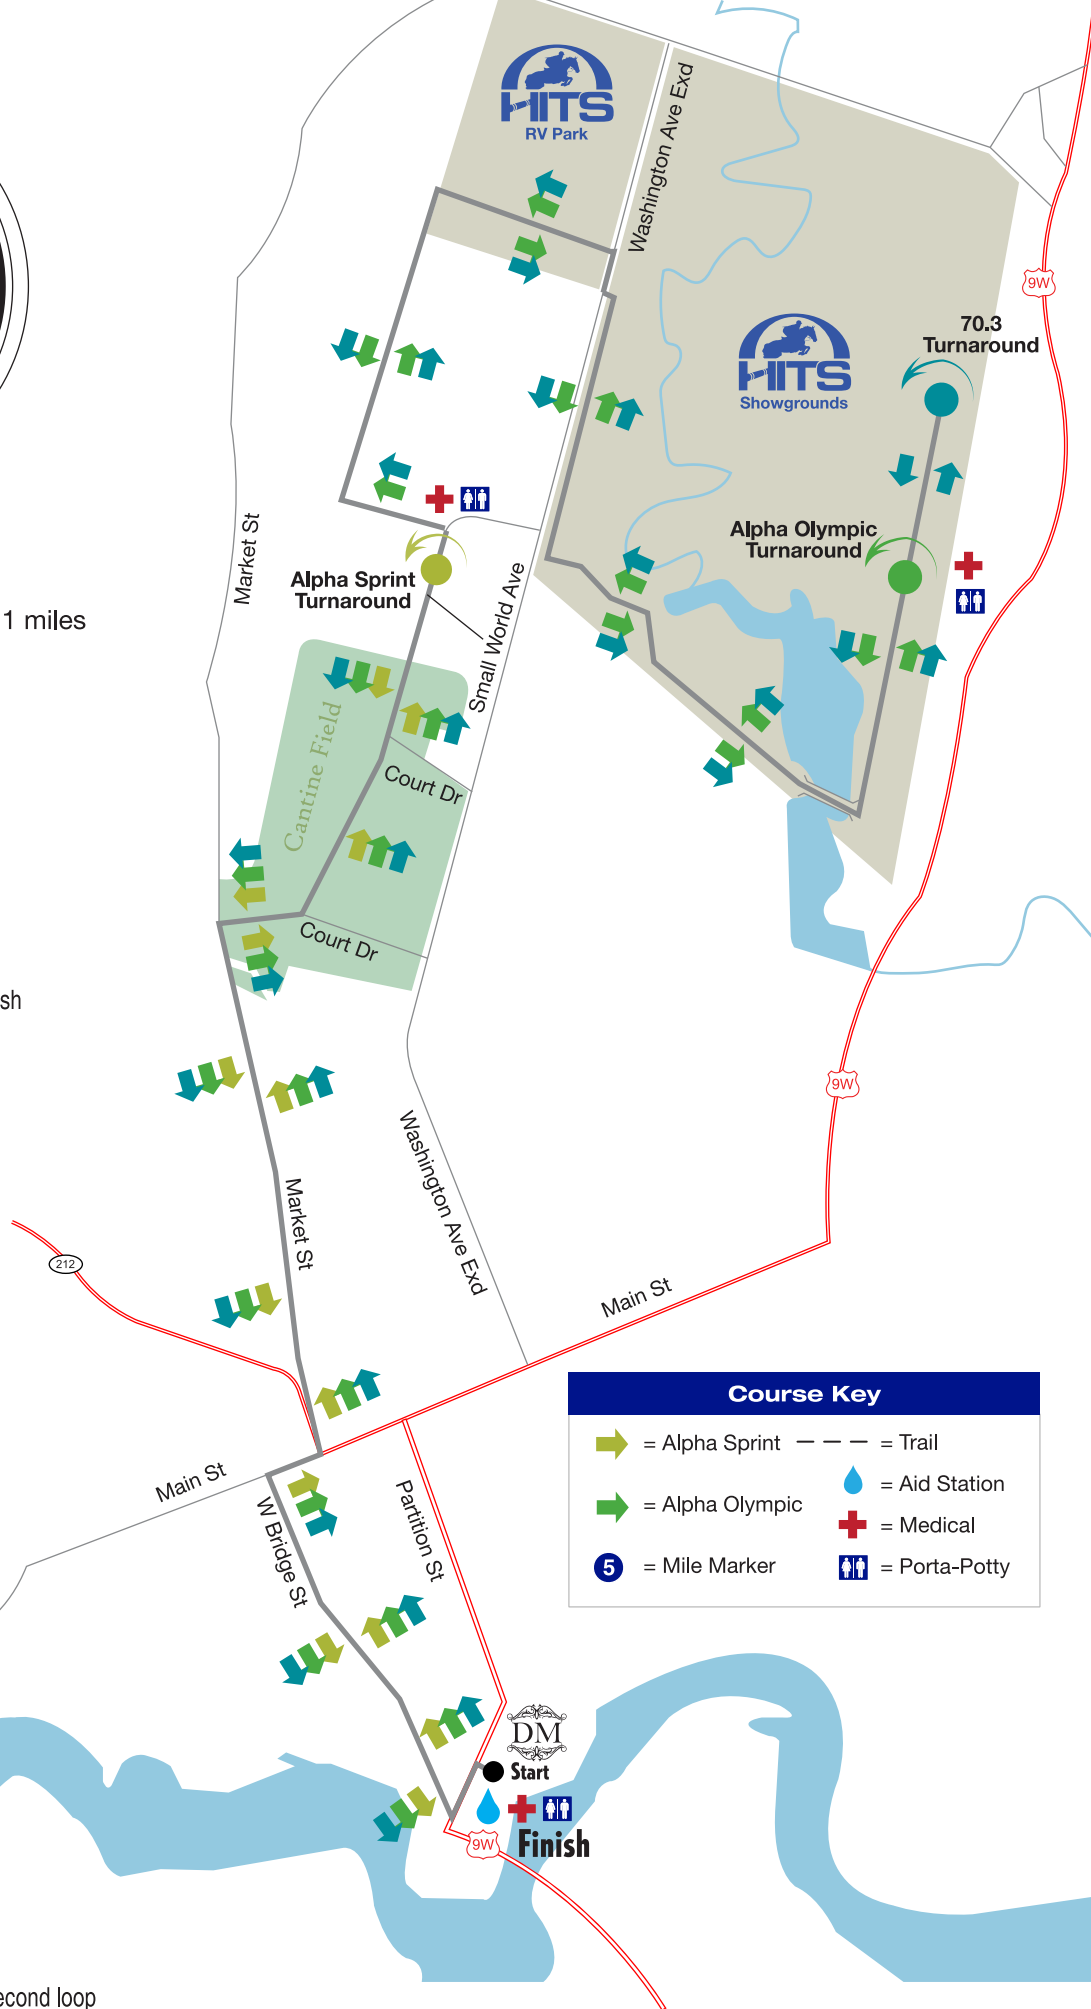 HITS
RV Park
Washington Ave Exd
9W
70.3
Turnaround
HITS
Showgrounds
Market St
Alpha Olympic
Turnaround
Alpha Sprint
Turnaround
1 miles
Small World Ave
Cantine Field
Court Dr
Court Dr
sh
9W
Washington Ave Exd
Market St
212
Main St
Course Key
= Alpha Sprint
= Trail
= Aid Station
= Alpha Olympic
= Medical
5 = Mile Marker
= Porta-Potty
Main St
Partition St
W Bridge St
DM
Start
9W
Finish
econd loop